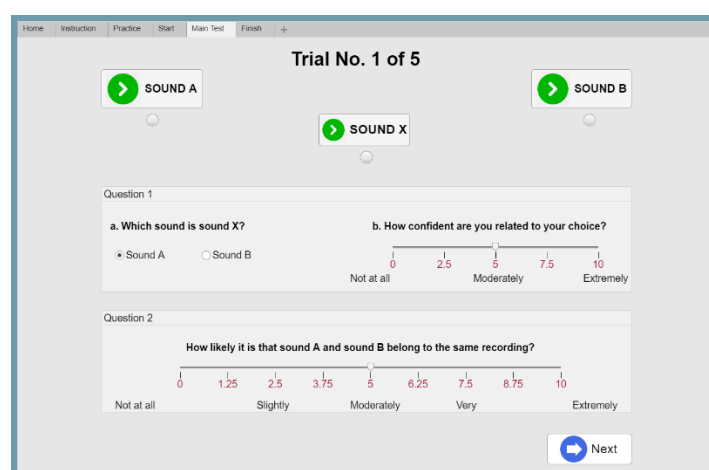 Home Instruction Practice Start Main Test Finish +
Trial No. 1 of 5
SOUND A
SOUND B
SOUND X
Question 1
a. Which sound is sound X?
b. How confident are you related to your choice?
Sound A Sound B
0 2.5 5 7.5 10
Not at all Moderately Extremely
Question 2
How likely it is that sound A and sound B belong to the same recording?
0 1.25 2.5 3.75 5 6.25 7.5 8.75 10
Not at all Slightly Moderately Very Extremely
Next